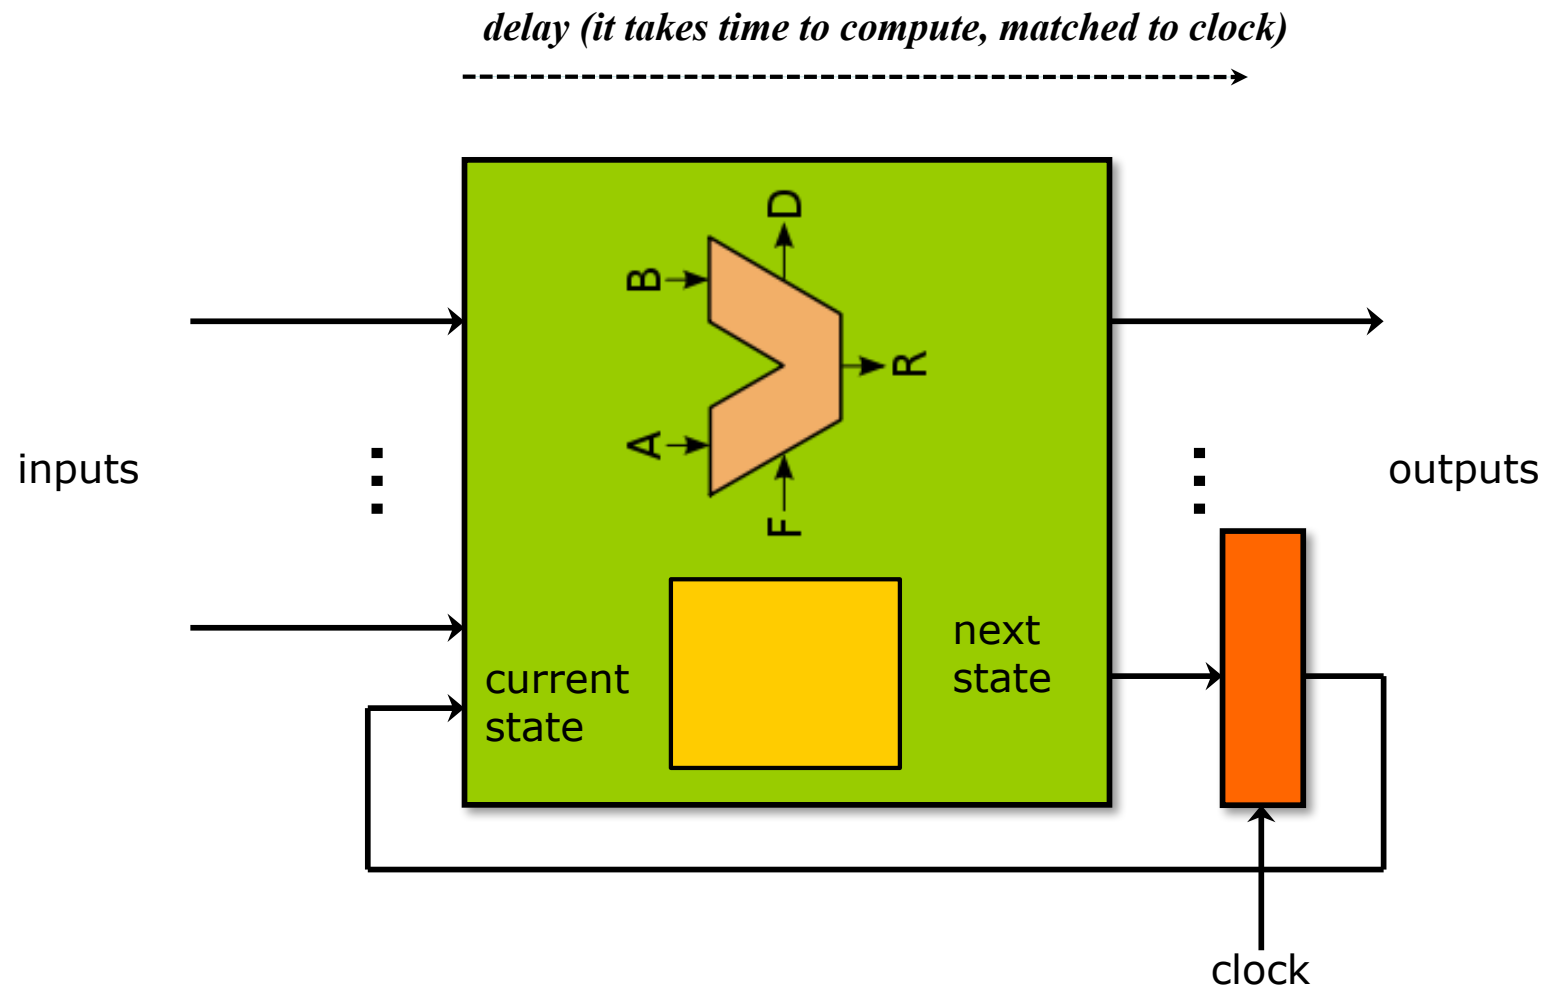 delay (it takes time to compute, matched to clock)
D
B
R
A
inputs
outputs
F
next
state
current
state
clock